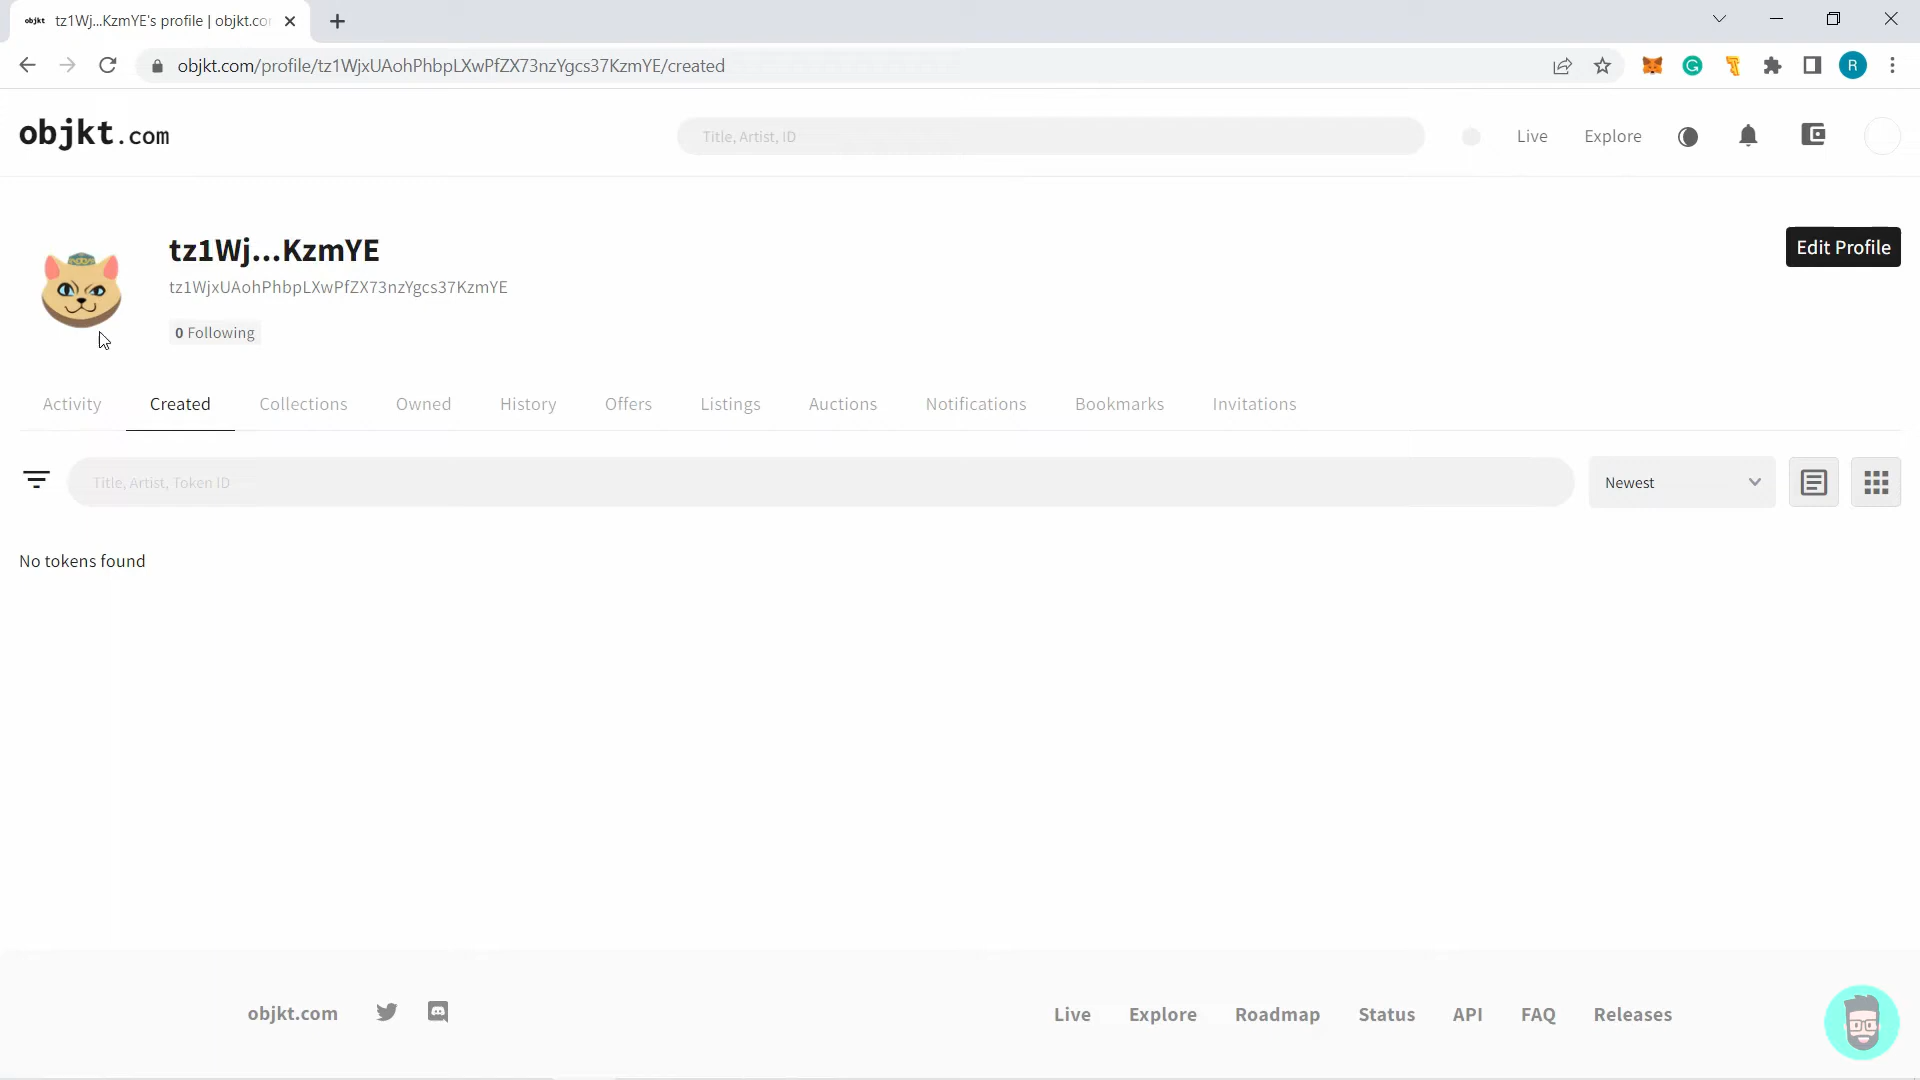 objkt tz1Wj...KzmYE's profile | objkt.co
objkt.com/profile/tz1WjxUAohPhbpLXwPfZX73nzYgcs37KzmYE/created
R
objkt.com
Title, Artist, ID
Live
Explore
tz1Wj...KzmYE
Edit Profile
tz1WjxUAohPhbpLXwPfZX73nzYgcs37KzmYE
0 Following
Activity
Created
Collections
Owned
History
Offers
Listings
Auctions
Notifications
Bookmarks
Invitations
Title, Artist, Token ID
Newest
No tokens found
objkt.com
Live
Explore
Roadmap
Status
API
FAQ
Releases